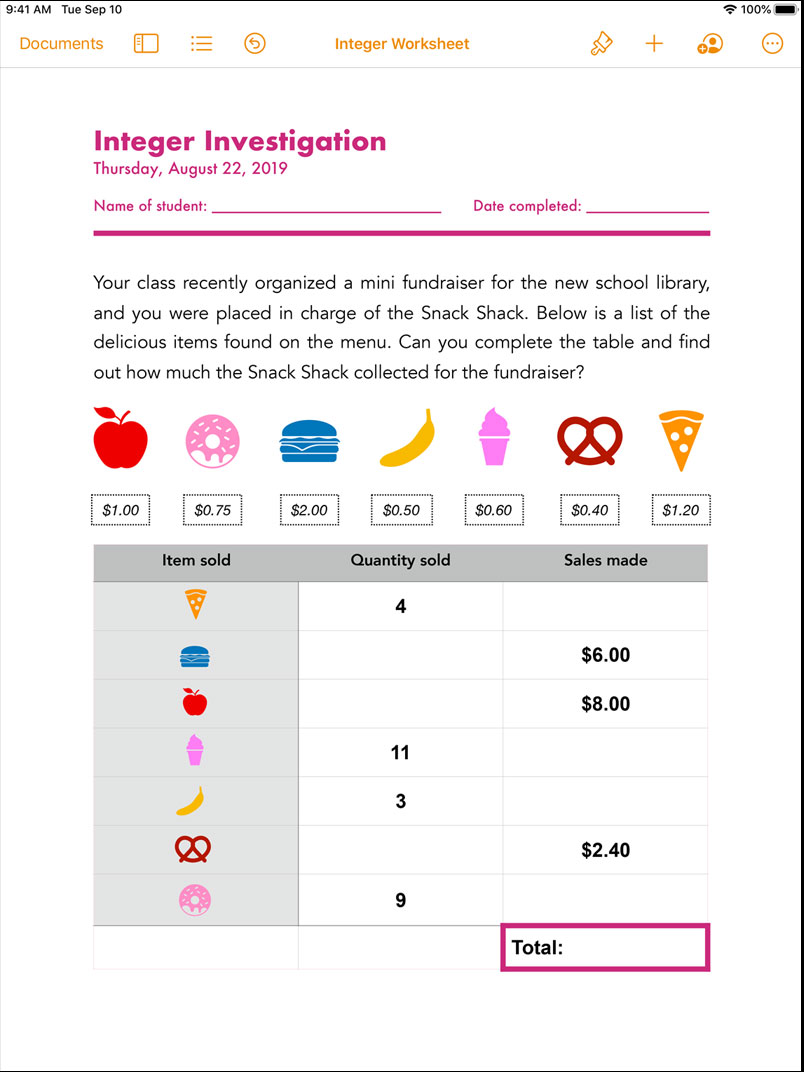 9:41 AM Tue Sep 10 100%
Documents Integer Worksheet
Integer Investigation
Thursday, August 22, 2019
Name of student: Date completed:
Your class recently organized a mini fundraiser for the new school library,
and you were placed in charge of the Snack Shack. Below is a list of the
delicious items found on the menu. Can you complete the table and find
out how much the Snack Shack collected for the fundraiser?
$1.00 $0.75 $2.00 $0.50 $0.60 $0.40 $1.20
Item sold Quantity sold Sales made
4
$6.00
$8.00
11
3
$2.40
9
Total: